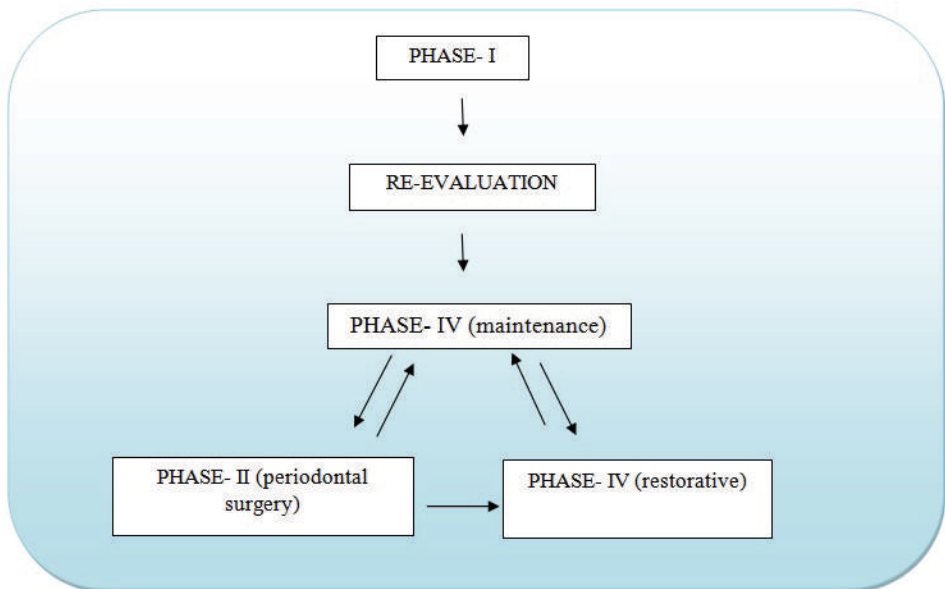 PHASE- I
RE-EVALUATION
PHASE- IV (maintenance)
PHASE- II (periodontal
surgery)
PHASE- IV (restorative)